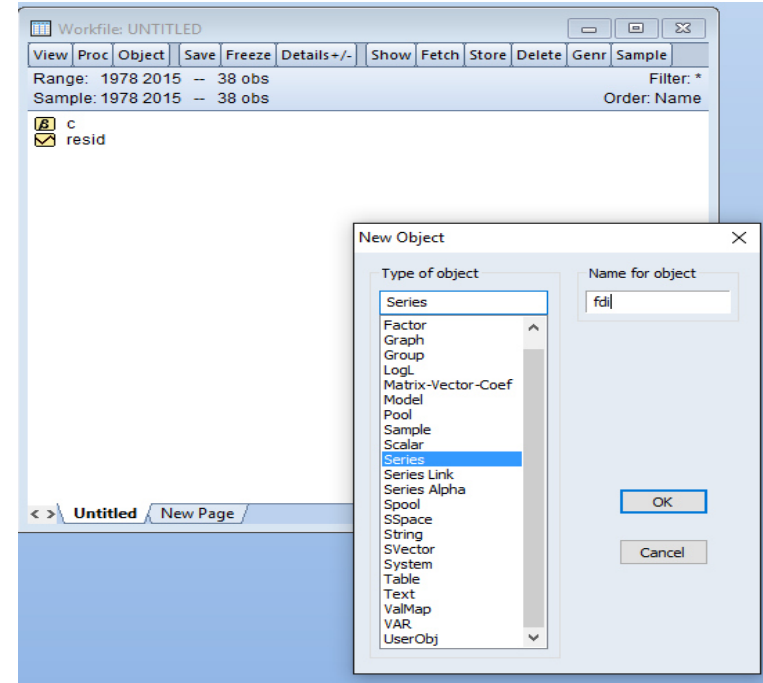 Workfile: UNTITLED
View Proc Object Save Freeze Details+/- Show Fetch Store Delete Genr Sample
Range: 1978 2015 -- 38 obs Filter: *
Sample: 1978 2015 -- 38 obs Order: Name
β c
resid
New Object
Type of object Name for object
Series fdi
Factor
Graph
Group
LogL
Matrix-Vector-Coef
Model
Pool
Sample
Scalar
Series
Series Link
Series Alpha
Spool
SSpace
String
SVector
System
Table
Text
ValMap
VAR
UserObj
OK
Cancel
< > Untitled New Page